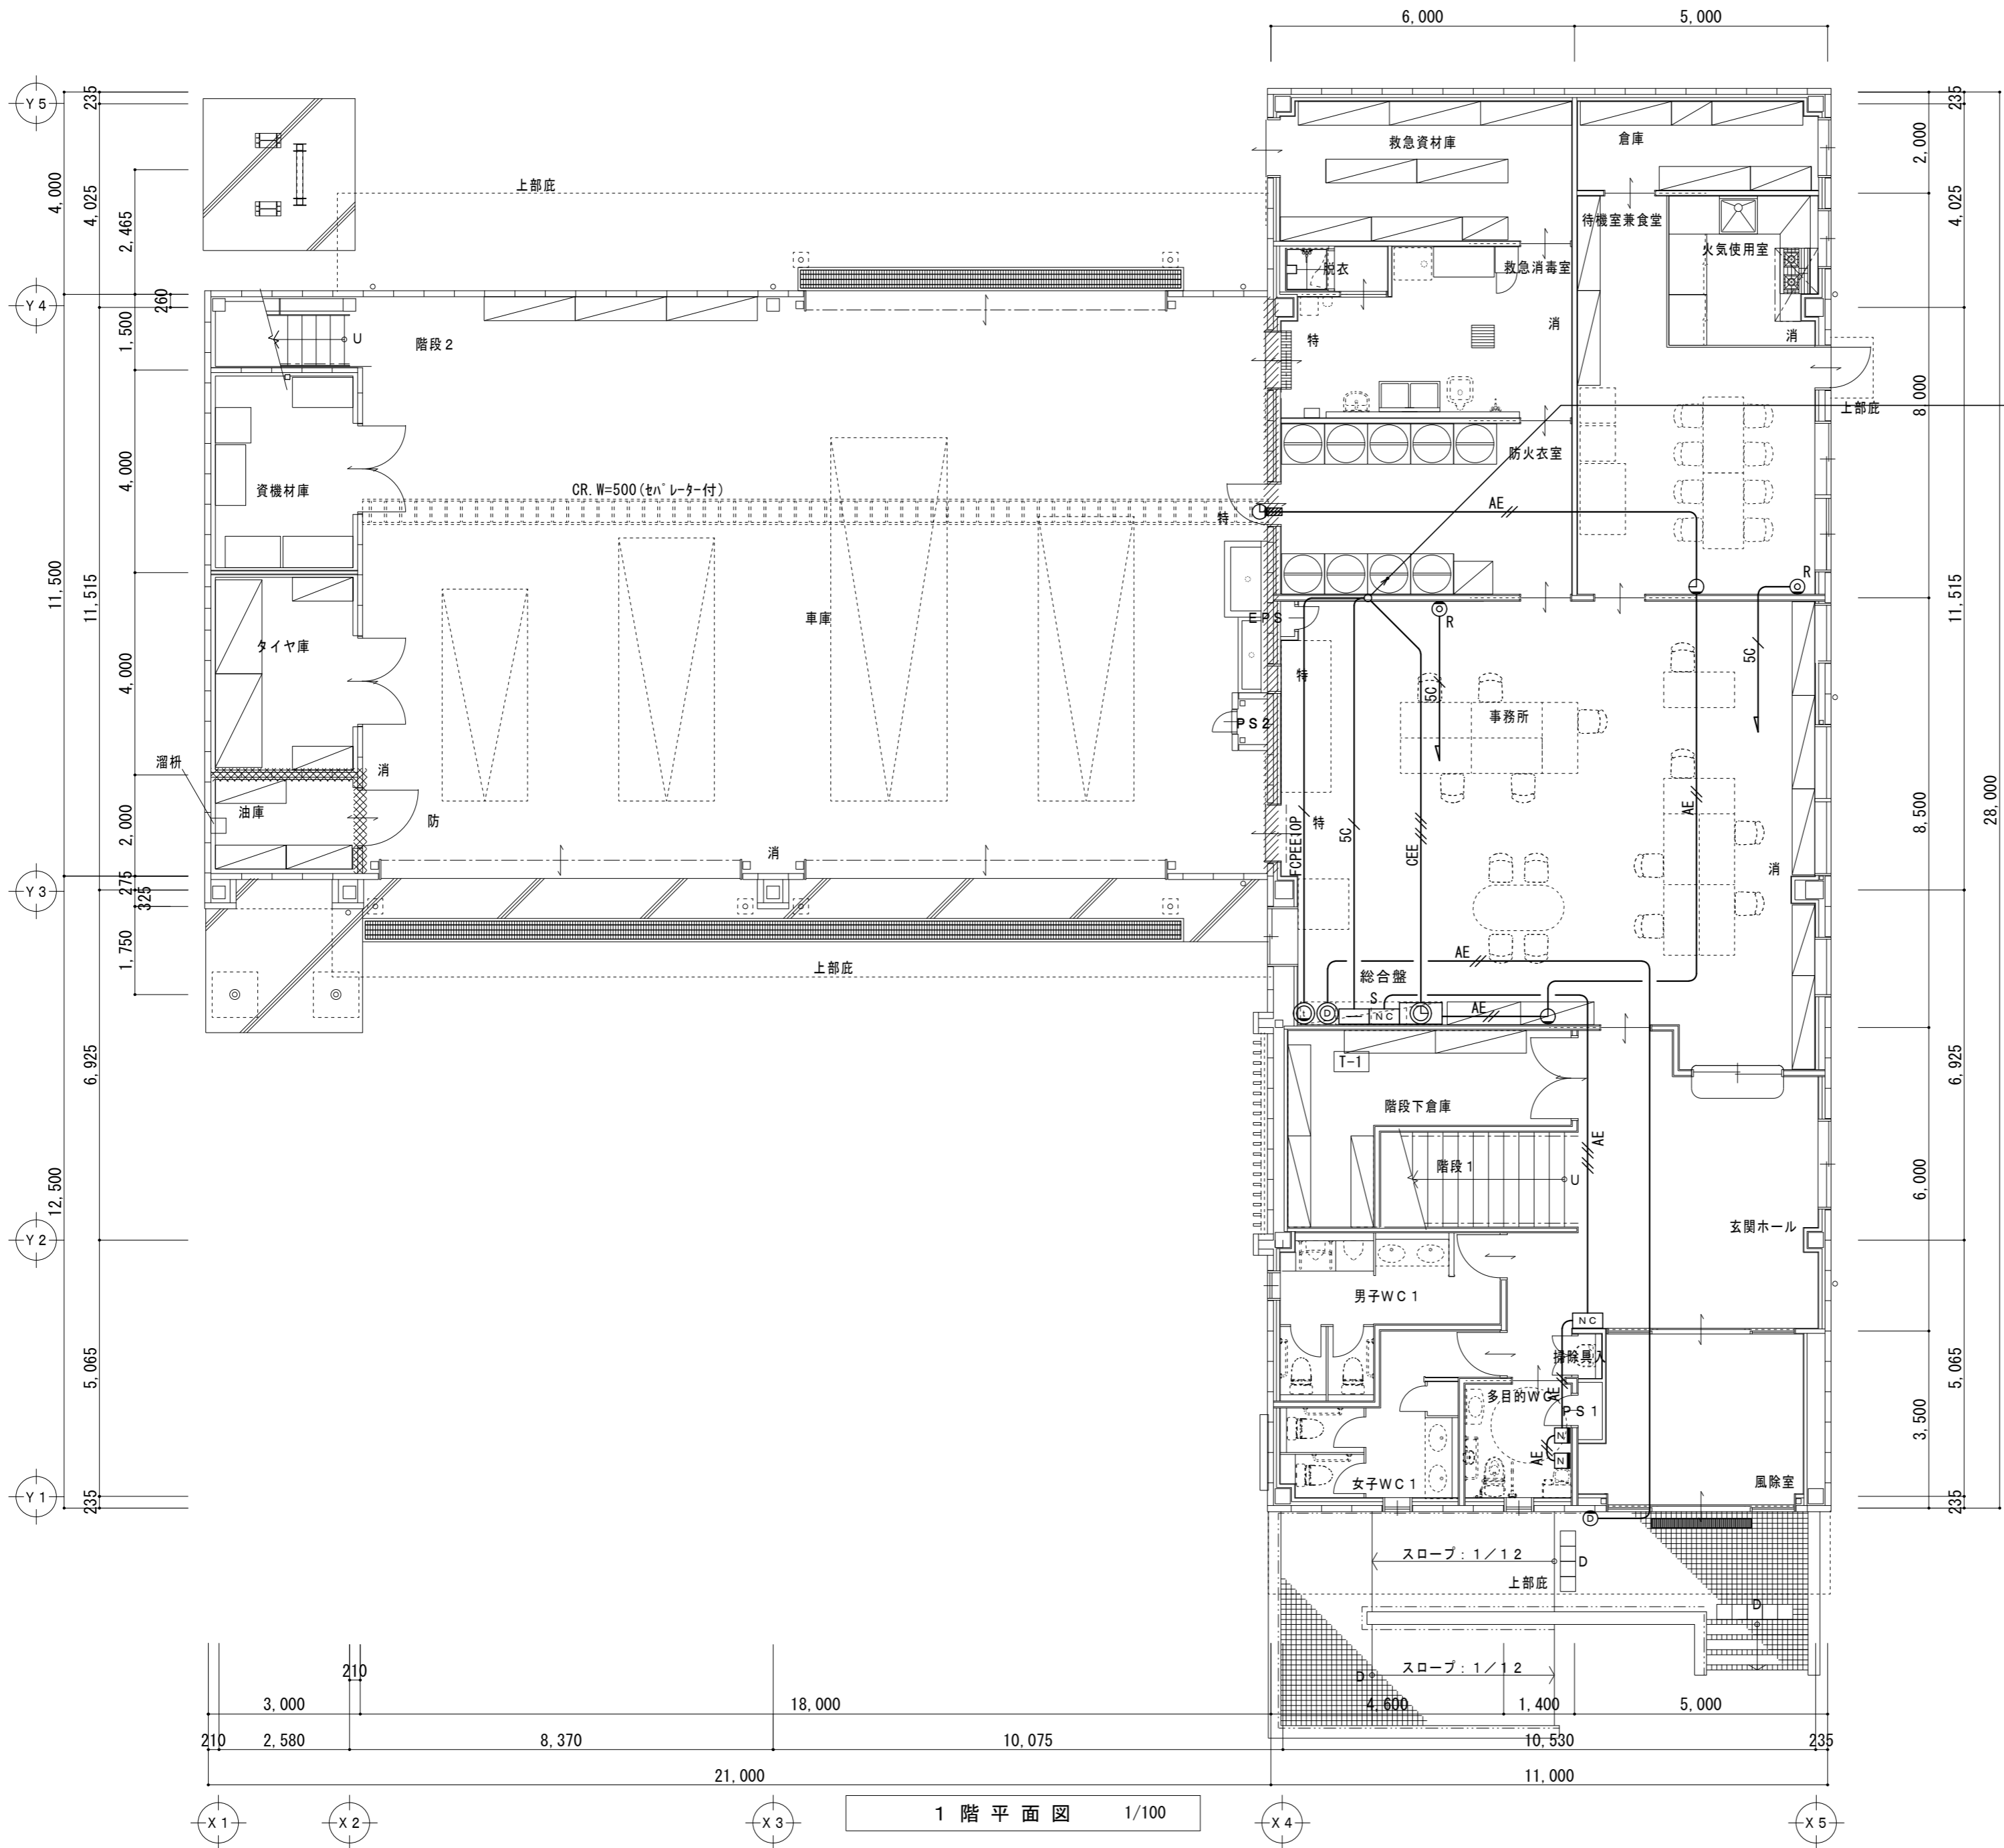 6,000
5,000
Y5
Y4
Y3
Y2
Y1
4,000
11,500
12,500
235
4,025
11,515
6,925
5,065
235
2,465
260
1,500
4,000
4,000
2,000
275
325
1,750
235
2,000
4,025
8,000
11,515
8,500
28,000
6,925
6,000
5,065
3,500
235
上部庇
救急資材庫
倉庫
待機室兼食堂
火気使用室
脱衣
救急消毒室
消
特
消
上部庇
階段2
U
資機材庫
CR.W=500(セパレーター付)
防火衣室
特
D
AE
R
R
タイヤ庫
車庫
EPS
特
5C
5C
事務所
PS2
溜枡
消
油庫
防
消
特
FCPEE10P
5C
CEE
AE
消
上部庇
AE
総合盤
S
t
D
NC
AE
T-1
階段下倉庫
AE
階段1
U
玄関ホール
男子WC1
NC
掃除具入
AE
多目的WC
PS1
N
N
AE
女子WC1
風除室
D
スロープ：1／12
D
上部庇
D
スロープ：1／12
D
210
3,000
18,000
4,600
1,400
5,000
210
2,580
8,370
10,075
10,530
235
21,000
11,000
X1
X2
X3
X4
X5
1階平面図 1/100